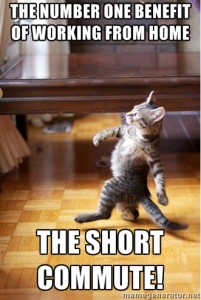 THE NUMBER ONE BENEFIT
OF WORKING FROM HOME
THE SHORT
COMMUTE!
memegenerator.net